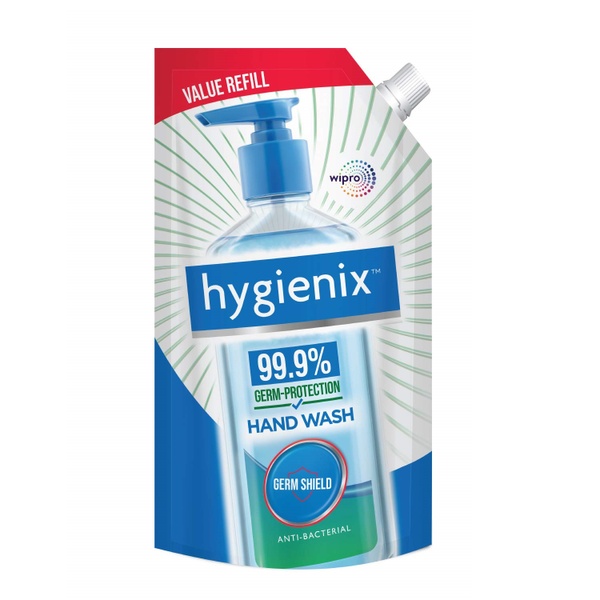 VALUE REFILL
wipro
hygienix™
99.9%
GERM-PROTECTION
HAND WASH
GERM SHIELD
ANTI-BACTERIAL